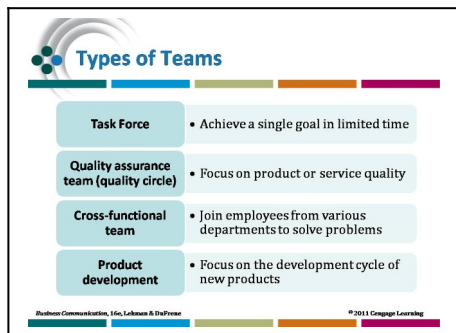 Types of Teams
Task Force
• Achieve a single goal in limited time
Quality assurance
team (quality circle)
• Focus on product or service quality
Cross-functional
team
• Join employees from various
departments to solve problems
Product
development
• Focus on the development cycle of
new products
Business Communication, 16e, Lehman & DuFrene
© 2011 Cengage Learning